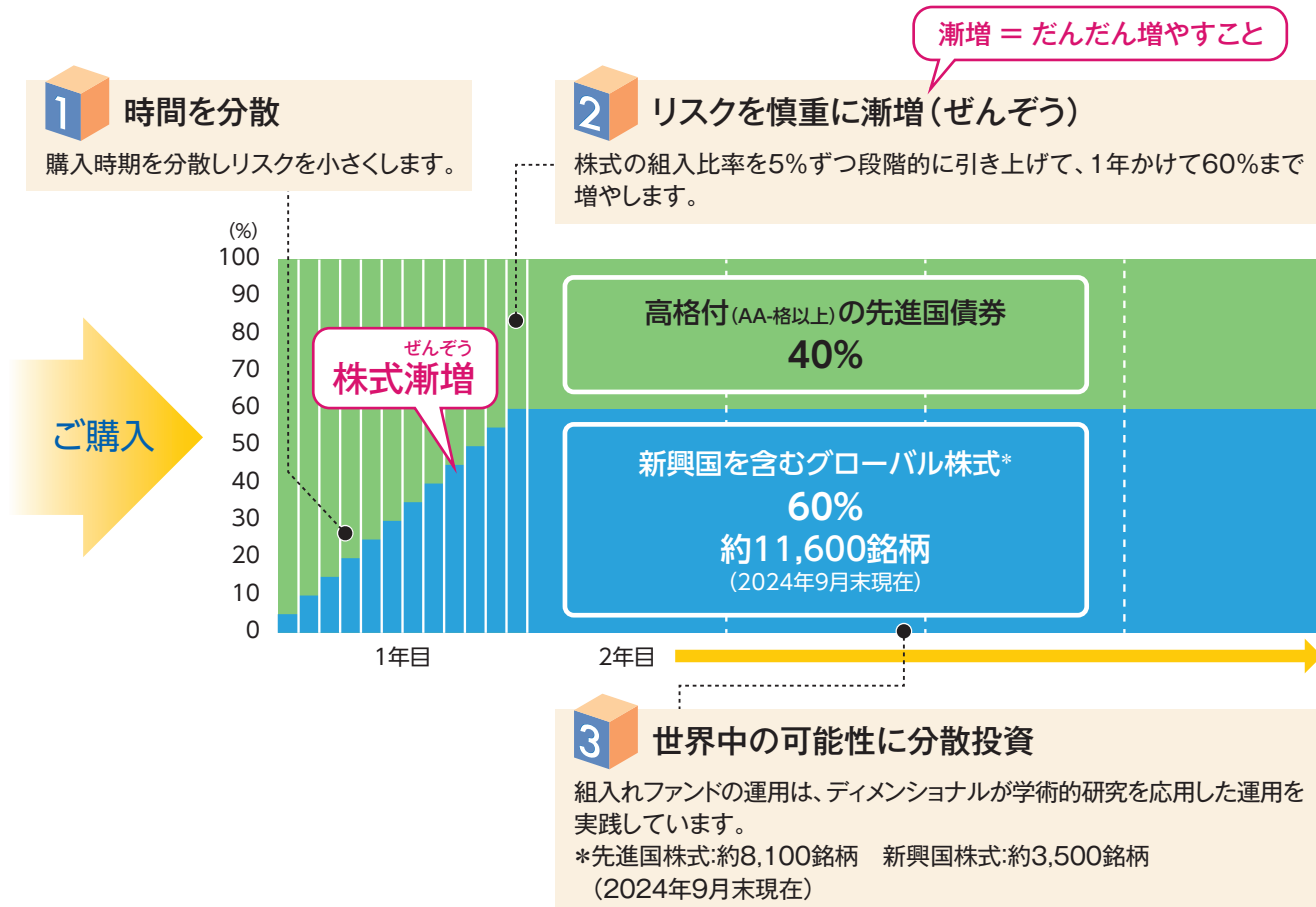 漸増 = だんだん増やすこと
1 時間を分散
購入時期を分散しリスクを小さくします。
2 リスクを慎重に漸増(ぜんぞう)
株式の組入比率を5%ずつ段階的に引き上げて、1年かけて60%まで
増やします。
(%)
100
90
80
70
60
50
40
30
20
10
0
ご購入
ぜんぞう
株式漸増
高格付(AA-格以上)の先進国債券
40%
新興国を含むグローバル株式*
60%
約11,600銘柄
(2024年9月末現在)
1年目
2年目
3 世界中の可能性に分散投資
組入れファンドの運用は、ディメンショナルが学術的研究を応用した運用を
実践しています。
*先進国株式:約8,100銘柄 新興国株式:約3,500銘柄
(2024年9月末現在)